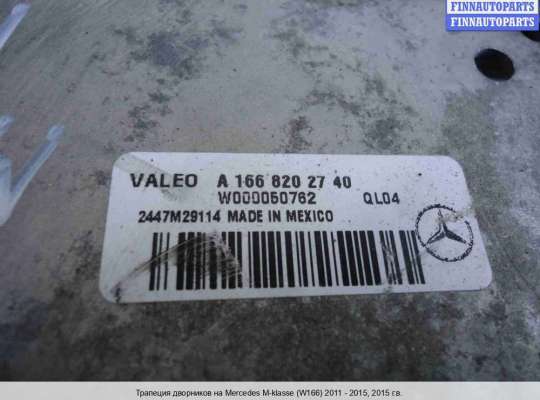 FINNAUTOPARTS
FINNAUTOPARTS
VALEO A 166 820 27 40
W000050762 QL04
2447M29114 MADE IN MEXICO
Трапеция дворников на Mercedes M-klasse (W166) 2011 - 2015, 2015 г.в.